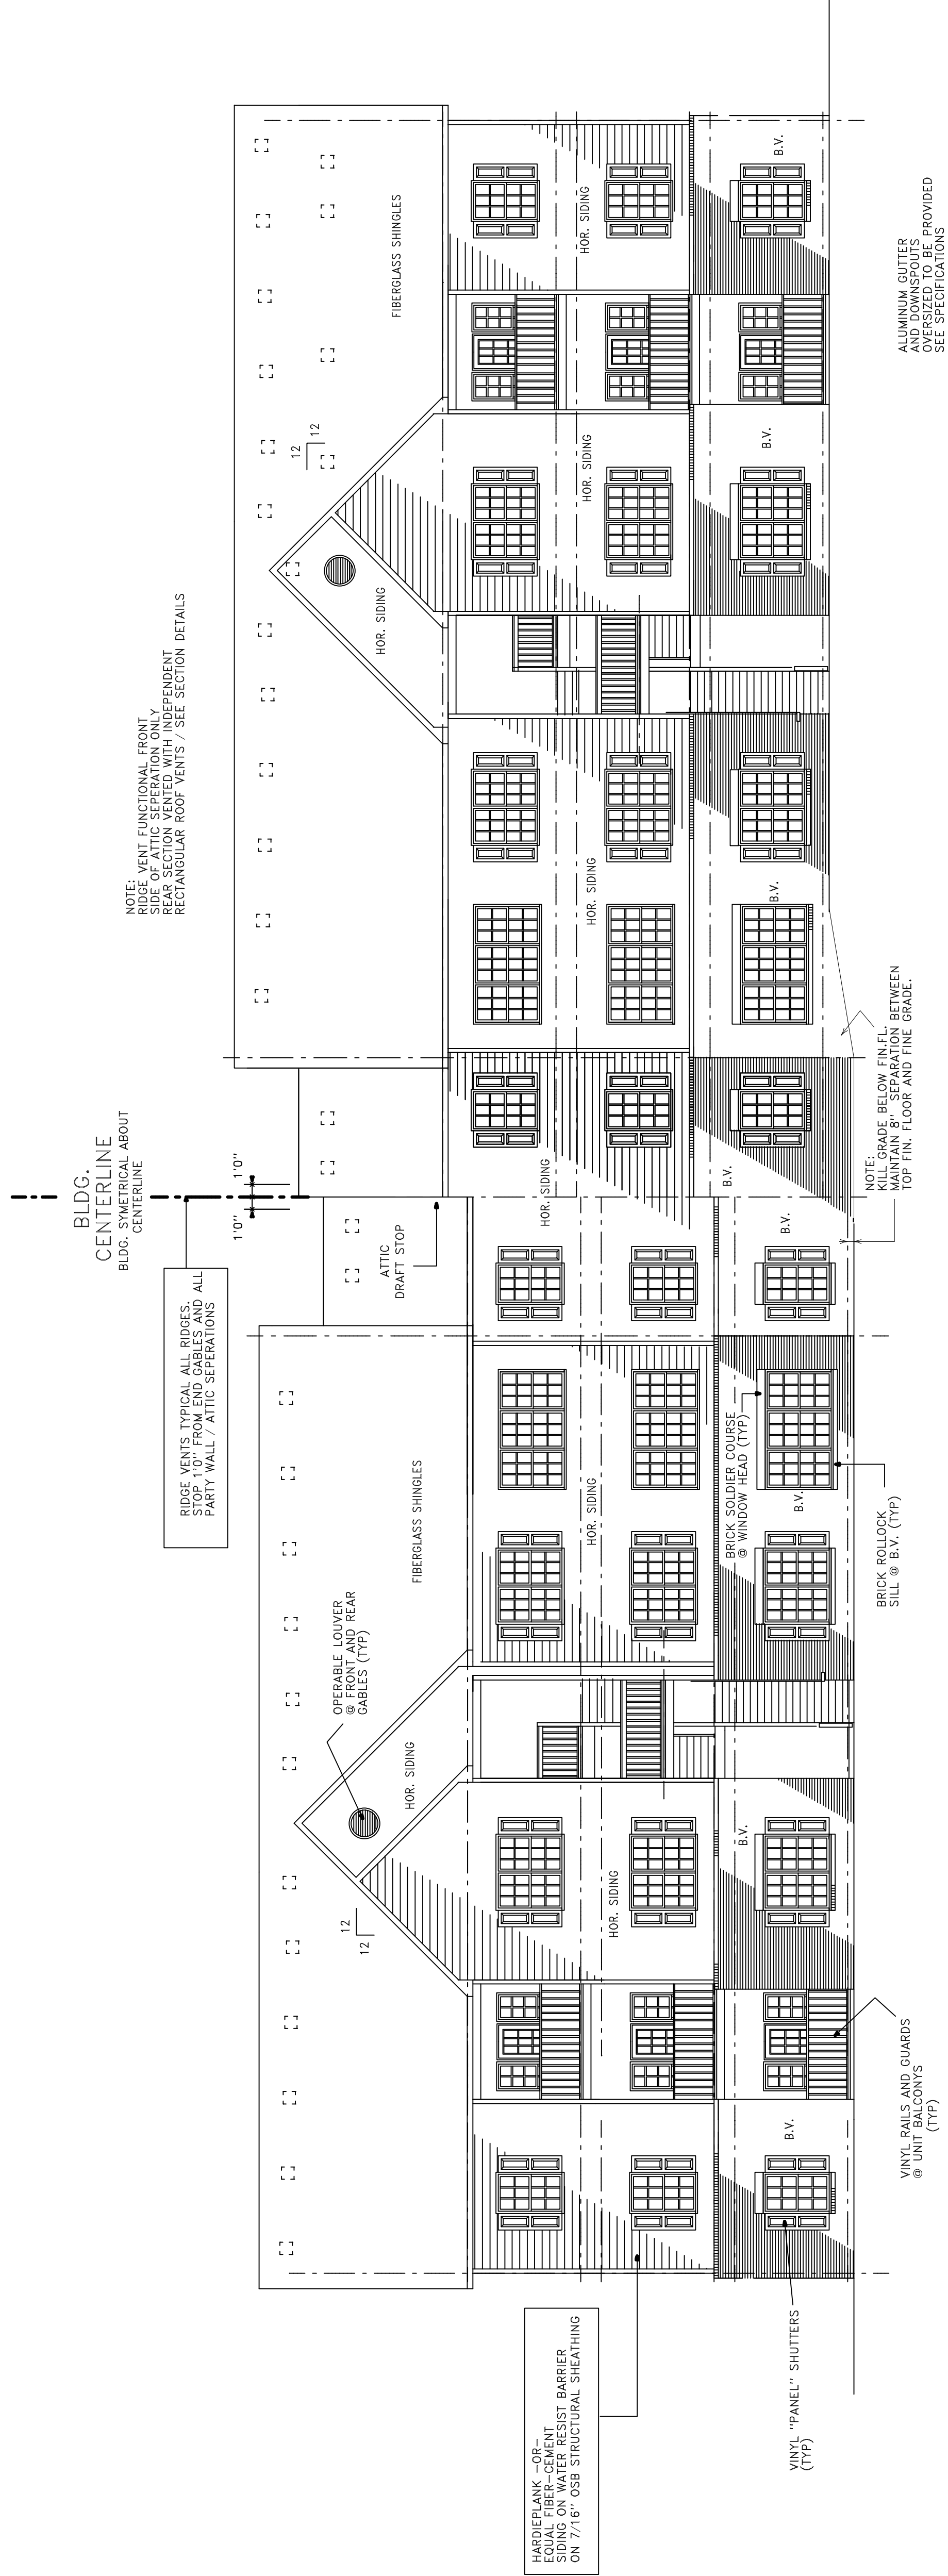 BLDG.
CENTERLINE
BLDG. SYMETRICAL ABOUT
CENTERLINE
1'0"
1'0"
RIDGE VENTS TYPICAL ALL RIDGES.
STOP 1'0" FROM END GABLES AND ALL
PARTY WALL / ATTIC SEPERATIONS
NOTE:
RIDGE VENT FUNCTIONAL FRONT
SIDE OF ATTIC SEPERATION ONLY
REAR SECTION VENTED WITH INDEPENDENT
RECTANGULAR ROOF VENTS / SEE SECTION DETAILS
OPERABLE LOUVER
@ FRONT AND REAR
GABLES (TYP)
12
12
12
12
FIBERGLASS SHINGLES
FIBERGLASS SHINGLES
ATTIC
DRAFT STOP
HOR. SIDING
HOR. SIDING
HOR. SIDING
HOR. SIDING
HOR. SIDING
HOR. SIDING
HOR. SIDING
HOR. SIDING
HOR. SIDING
HARDIEPLANK -OR-
EQUAL FIBER-CEMENT
SIDING ON WATER RESIST BARRIER
ON 7/16" OSB STRUCTURAL SHEATHING
BRICK SOLDIER COURSE
@ WINDOW HEAD (TYP)
B.V.
B.V.
B.V.
B.V.
B.V.
B.V.
B.V.
B.V.
VINYL "PANEL" SHUTTERS
(TYP)
VINYL RAILS AND GUARDS
@ UNIT BALCONYS
(TYP)
BRICK ROLLOCK
SILL @ B.V. (TYP)
NOTE:
KILL GRADE BELOW FIN.FL.
MAINTAIN 8" SEPARATION BETWEEN
TOP FIN. FLOOR AND FINE GRADE.
ALUMINUM GUTTER
AND DOWNSPOUTS
OVERSIZED TO BE PROVIDED
SEE SPECIFICATIONS